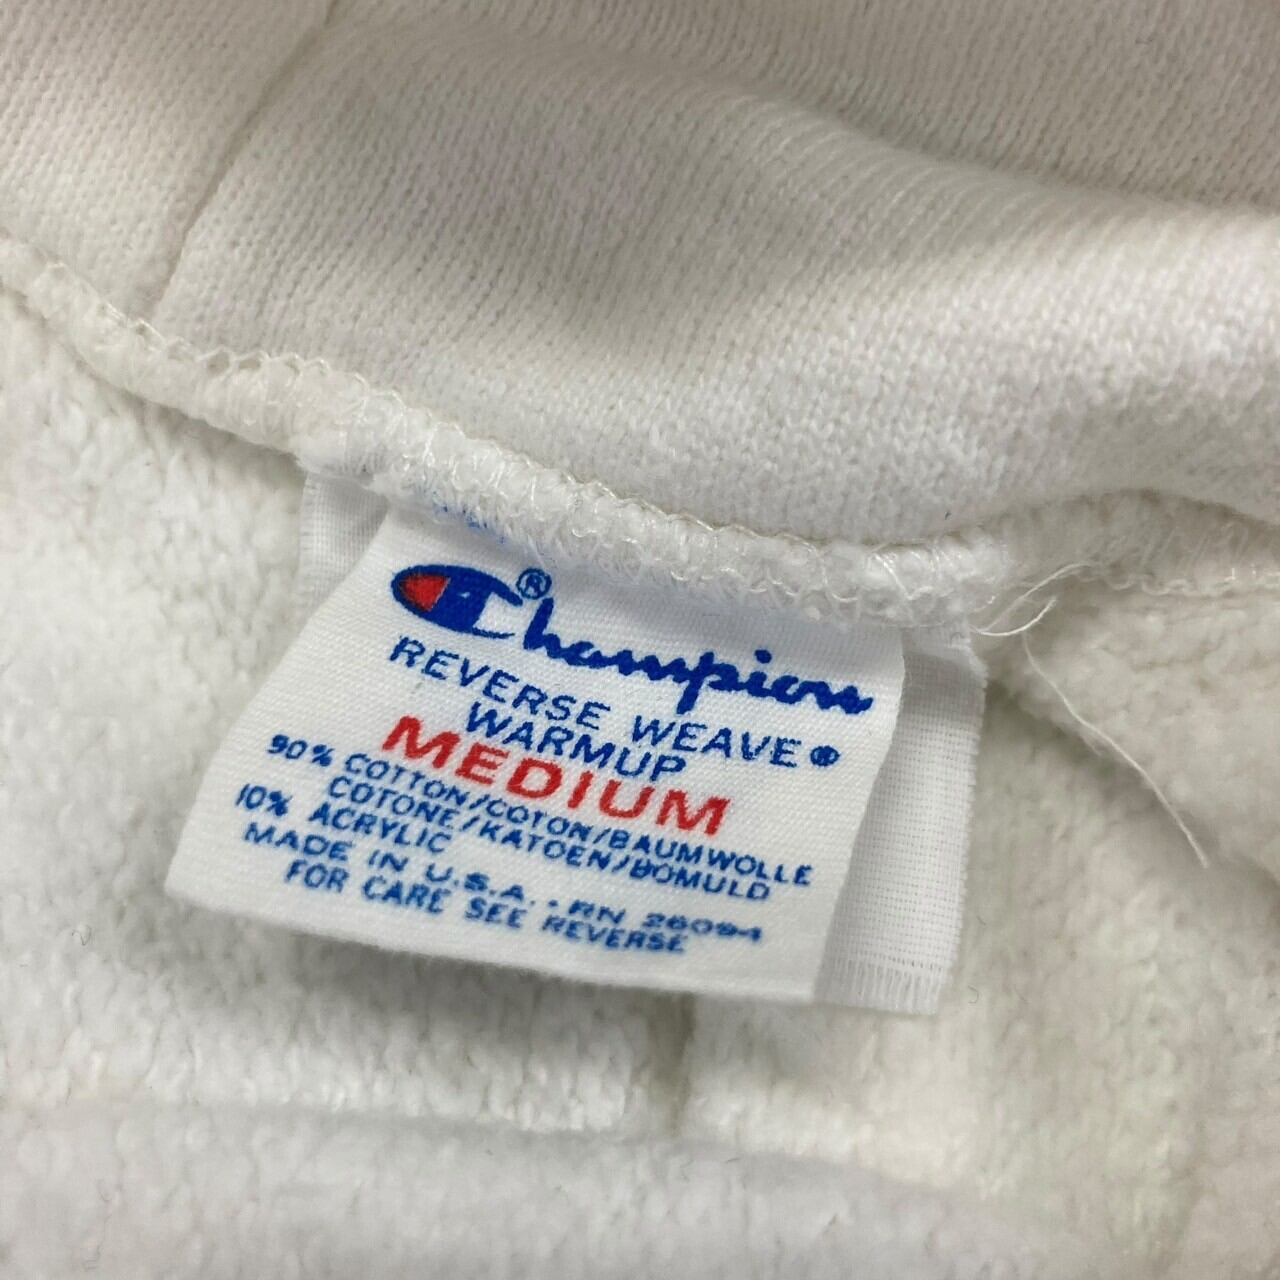 Champion®
REVERSE WEAVE®
WARMUP
MEDIUM
90% COTTON/COTON/BAUMWOLLE
COTONE/KATOEN/BOMULD
10% ACRYLIC
MADE IN U.S.A. · RN 26094
FOR CARE SEE REVERSE